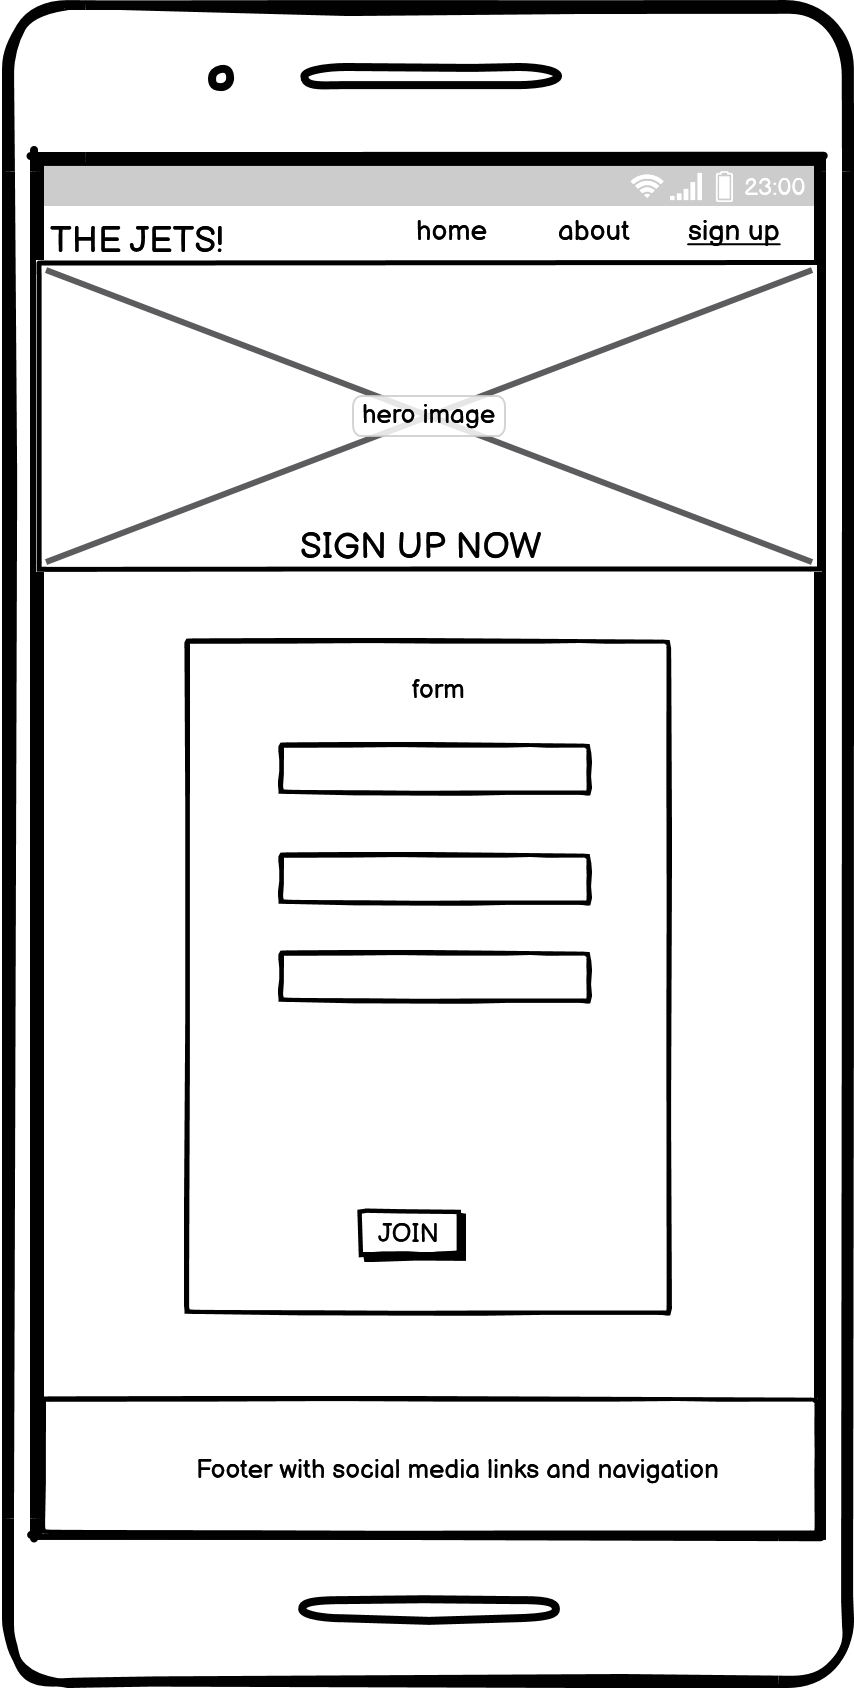 23:00
THE JETS! home about sign up
hero image
SIGN UP NOW
form
JOIN
Footer with social media links and navigation